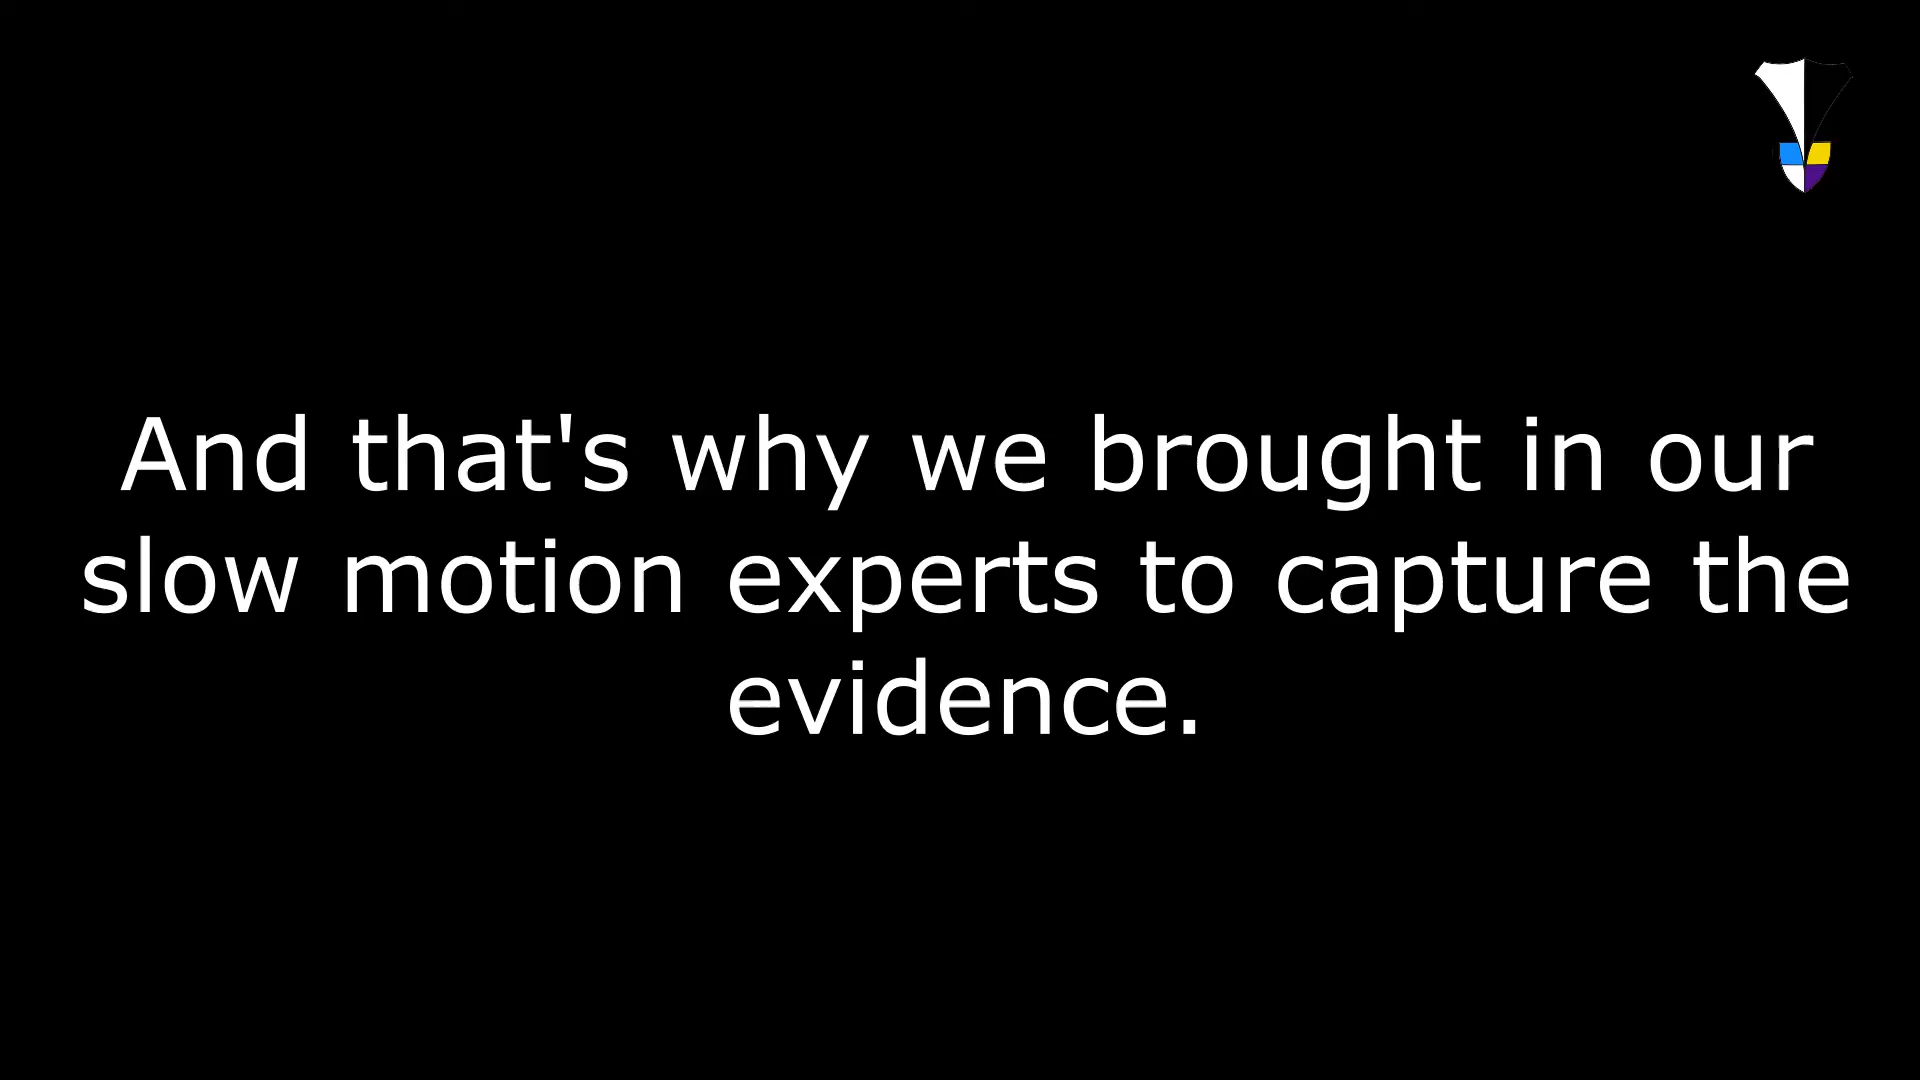 And that's why we brought in our
slow motion experts to capture the
evidence.